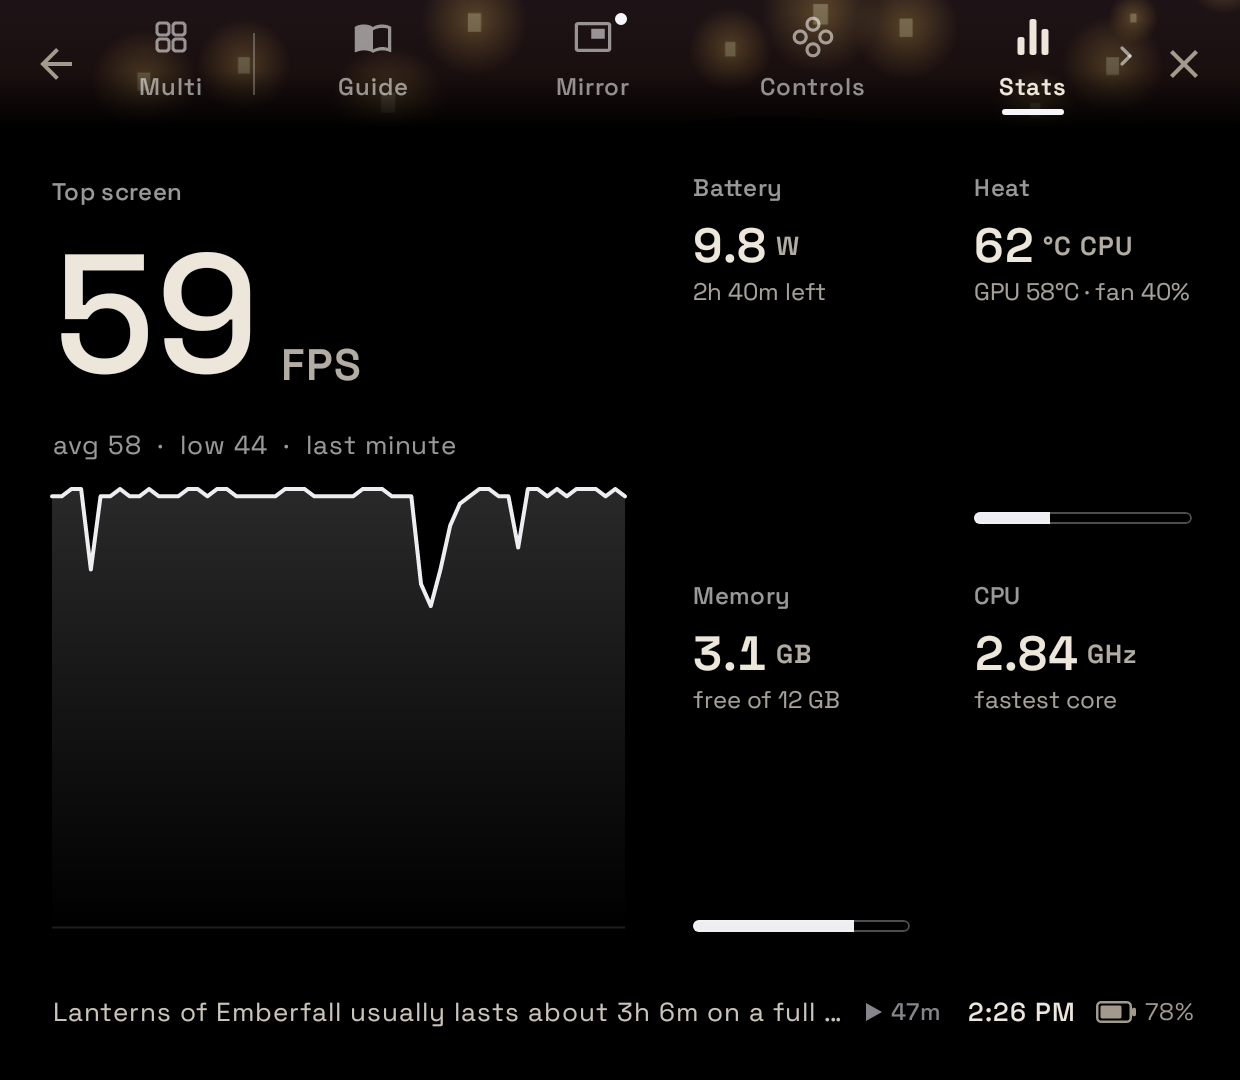 Multi
Guide
Mirror
Controls
Stats
Top screen
59 FPS
avg 58 · low 44 · last minute
Battery
9.8 W
2h 40m left
Heat
62 °C CPU
GPU 58°C · fan 40%
Memory
3.1 GB
free of 12 GB
CPU
2.84 GHz
fastest core
Lanterns of Emberfall usually lasts about 3h 6m on a full …
47m
2:26 PM
78%